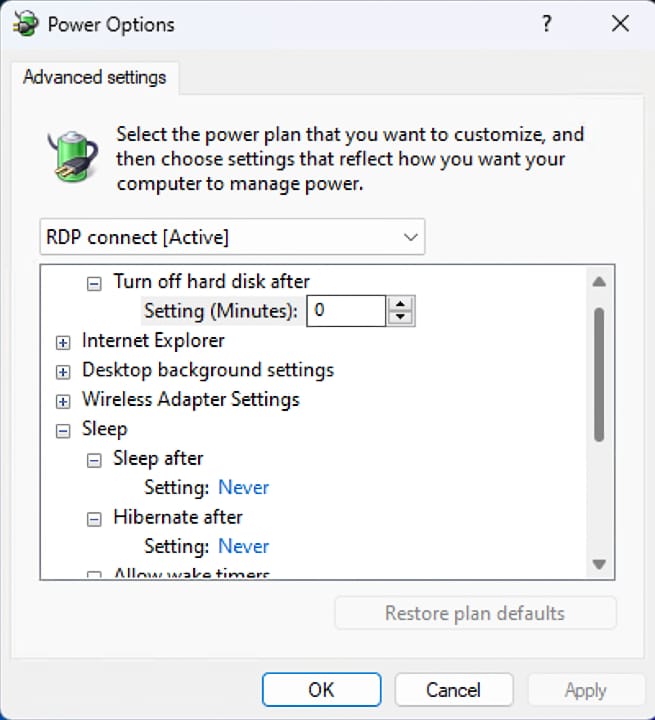 Power Options
?
Advanced settings
Select the power plan that you want to customize, and
then choose settings that reflect how you want your
computer to manage power.
RDP connect [Active]
Turn off hard disk after
Setting (Minutes): 0
Internet Explorer
Desktop background settings
Wireless Adapter Settings
Sleep
Sleep after
Setting: Never
Hibernate after
Setting: Never
Allow wake timers
Restore plan defaults
OK Cancel Apply